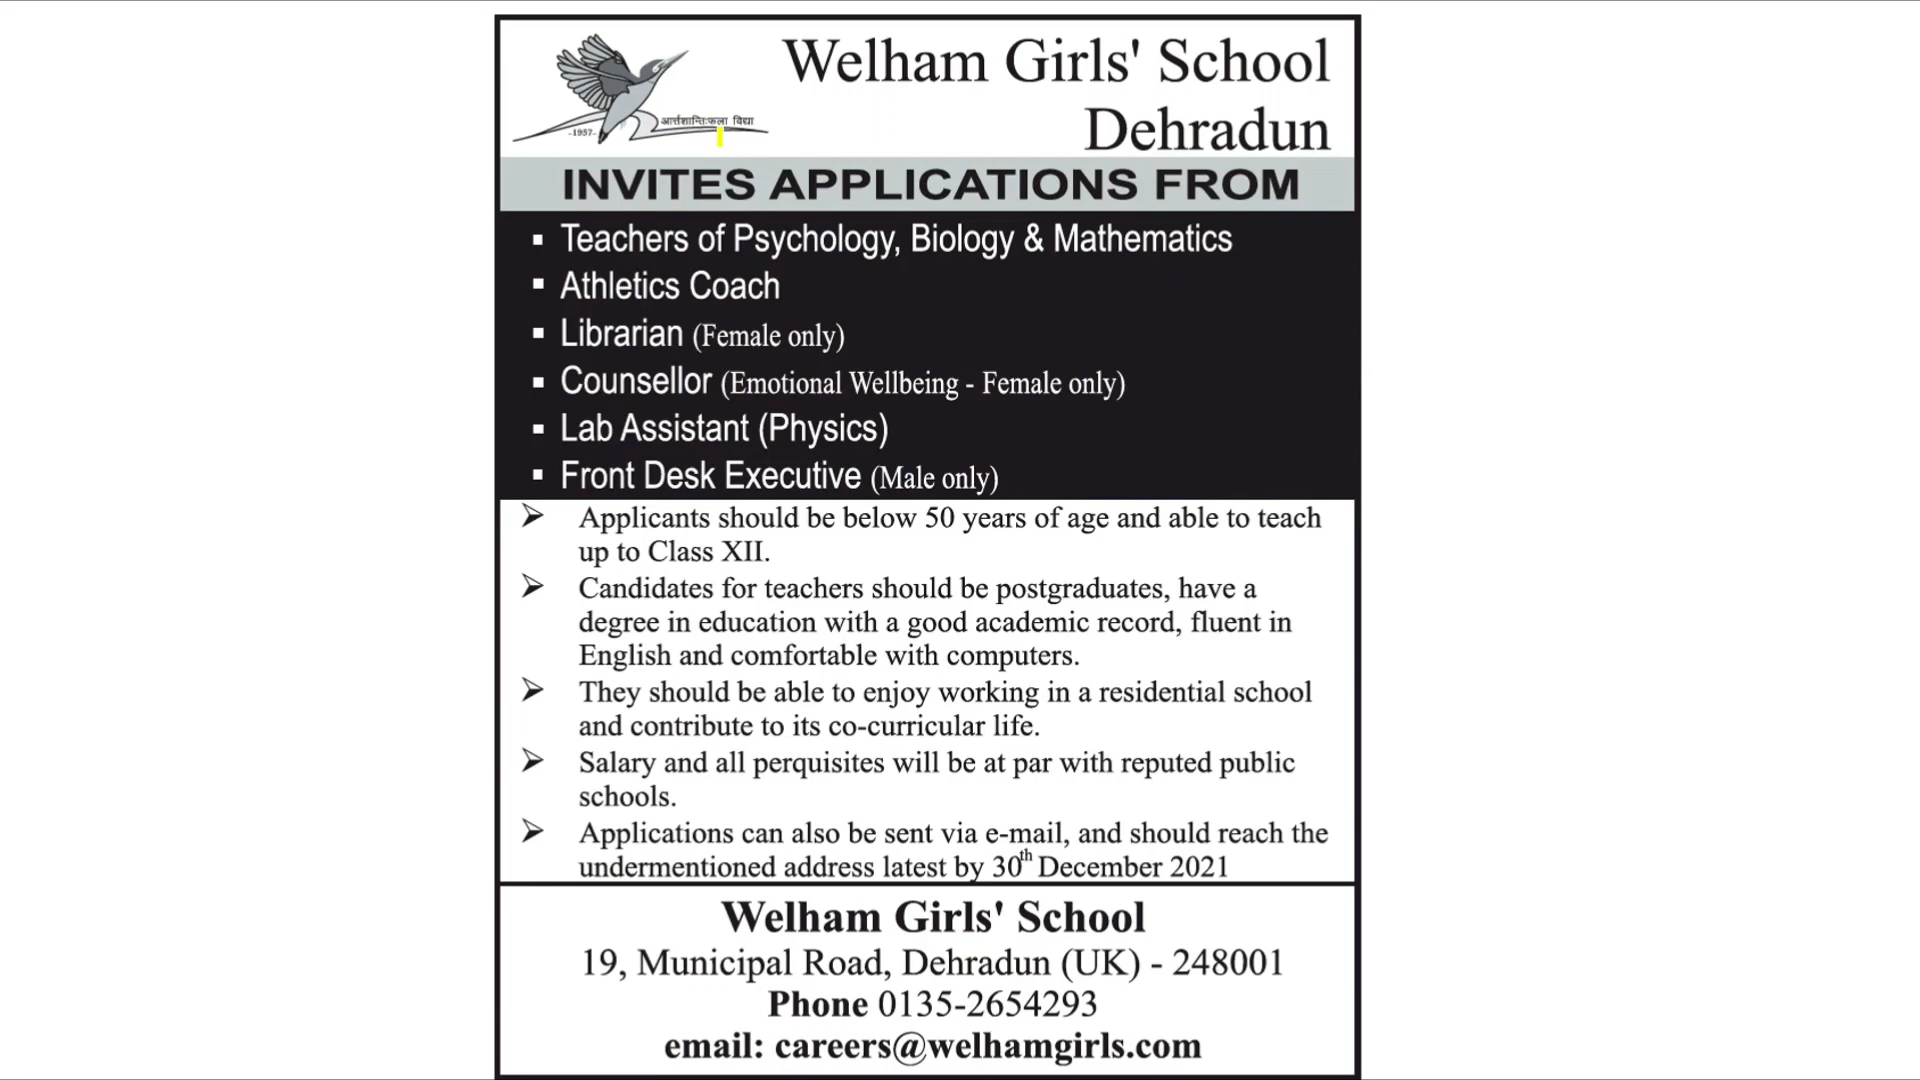 Welham Girls' School
Dehradun
-1957-
आर्त्तशान्तिःफला विद्या
INVITES APPLICATIONS FROM
▪ Teachers of Psychology, Biology & Mathematics
▪ Athletics Coach
▪ Librarian (Female only)
▪ Counsellor (Emotional Wellbeing - Female only)
▪ Lab Assistant (Physics)
▪ Front Desk Executive (Male only)
➢ Applicants should be below 50 years of age and able to teach
up to Class XII.
➢ Candidates for teachers should be postgraduates, have a
degree in education with a good academic record, fluent in
English and comfortable with computers.
➢ They should be able to enjoy working in a residential school
and contribute to its co-curricular life.
➢ Salary and all perquisites will be at par with reputed public
schools.
➢ Applications can also be sent via e-mail, and should reach the
undermentioned address latest by 30th December 2021
Welham Girls' School
19, Municipal Road, Dehradun (UK) - 248001
Phone 0135-2654293
email: careers@welhamgirls.com